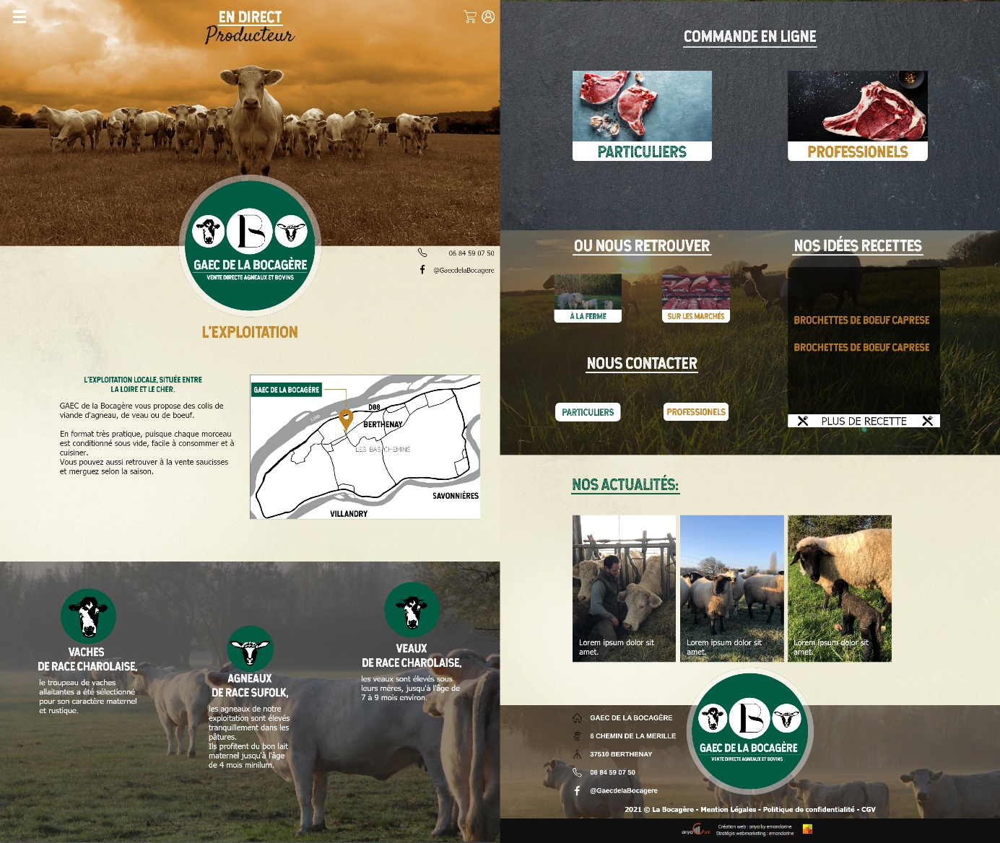 EN DIRECT
Producteur
GAEC DE LA BOCAGÈRE
VENTE DIRECTE AGNEAUX ET BOVINS
06 84 59 07 50
@GaecdelaBocagere
L'EXPLOITATION
L'EXPLOITATION LOCALE, SITUÉE ENTRE
LA LOIRE ET LE CHER.
GAEC de la Bocagère vous propose des colis de
viande d'agneau, de veau ou de boeuf.
En format très pratique, puisque chaque morceau
est conditionné sous vide, facile à consommer et à
cuisiner.
Vous pouvez aussi retrouver à la vente saucisses
et merguez selon la saison.
GAEC DE LA BOCAGÈRE
LOIRE
D88
BERTHENAY
LES BAS CHEMINS
SAVONNIÈRES
VILLANDRY
VACHES
DE RACE CHAROLAISE,
le troupeau de vaches
allaitantes a été sélectionné
pour son caractère maternel
et rustique.
AGNEAUX
DE RACE SUFOLK,
les agneaux de notre
exploitation sont élevés
tranquillement dans les
pâtures.
Ils profitent du bon lait
maternel jusqu'à l'âge
de 4 mois minilum.
VEAUX
DE RACE CHAROLAISE,
les veaux sont élevés sous
leurs mères, jusqu'à l'âge de
7 à 9 mois environ.
COMMANDE EN LIGNE
PARTICULIERS
PROFESSIONELS
OU NOUS RETROUVER
À LA FERME
SUR LES MARCHÉS
NOUS CONTACTER
PARTICULIERS
PROFESSIONELS
NOS IDÉES RECETTES
BROCHETTES DE BOEUF CAPRESE
BROCHETTES DE BOEUF CAPRESE
PLUS DE RECETTE
NOS ACTUALITÉS:
Lorem ipsum dolor sit
amet.
Lorem ipsum dolor sit
amet.
Lorem ipsum dolor sit
amet.
GAEC DE LA BOCAGÈRE
6 CHEMIN DE LA MERILLE
37510 BERTHENAY
06 84 59 07 50
@GaecdelaBocagere
GAEC DE LA BOCAGÈRE
VENTE DIRECTE AGNEAUX ET BOVINS
2021 © La Bocagère - Mention Légales - Politique de confidentialité - CGV
ariya
Création web : ariya by emandarine
Stratégie webmarketing : emandarine